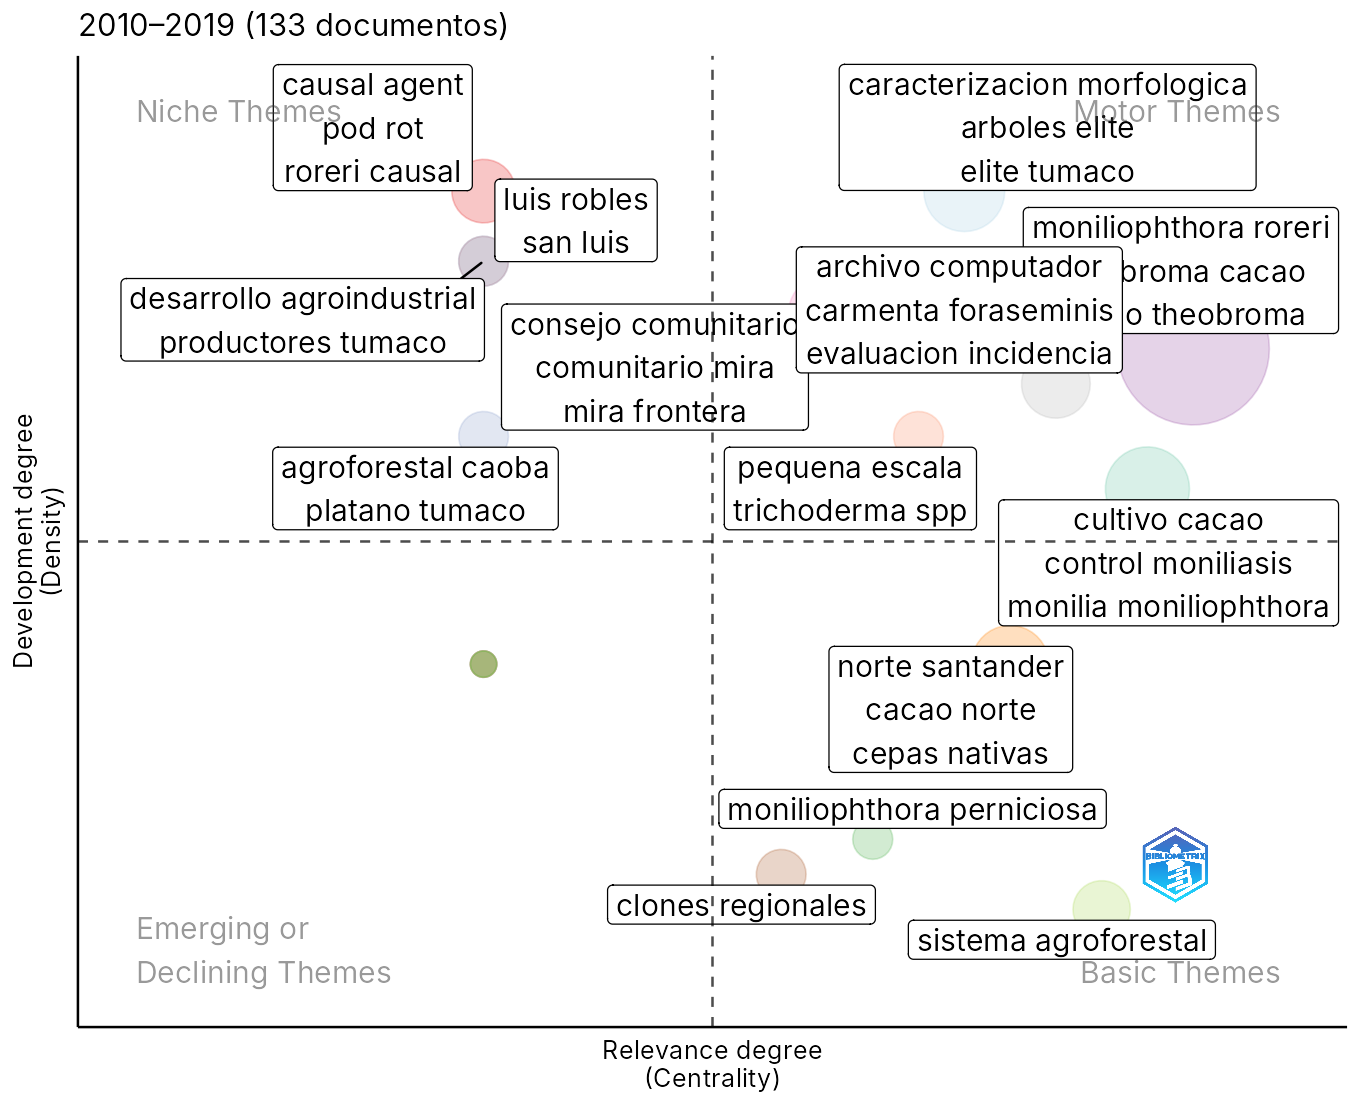 2010–2019 (133 documentos)
Niche Themes
causal agent
pod rot
roreri causal
luis robles
san luis
desarrollo agroindustrial
productores tumaco
consejo comunitario
comunitario mira
mira frontera
agroforestal caoba
platano tumaco
Motor Themes
caracterizacion morfologica
arboles elite
elite tumaco
moniliophthora roreri
cacao
theobroma
archivo computador
carmenta foraseminis
evaluacion incidencia
pequena escala
trichoderma spp
cultivo cacao
control moniliasis
monilia moniliophthora
norte santander
cacao norte
cepas nativas
moniliophthora perniciosa
clones regionales
BIBLIOMETRIX
sistema agroforestal
Emerging or
Declining Themes
Basic Themes
Development degree
(Density)
Relevance degree
(Centrality)